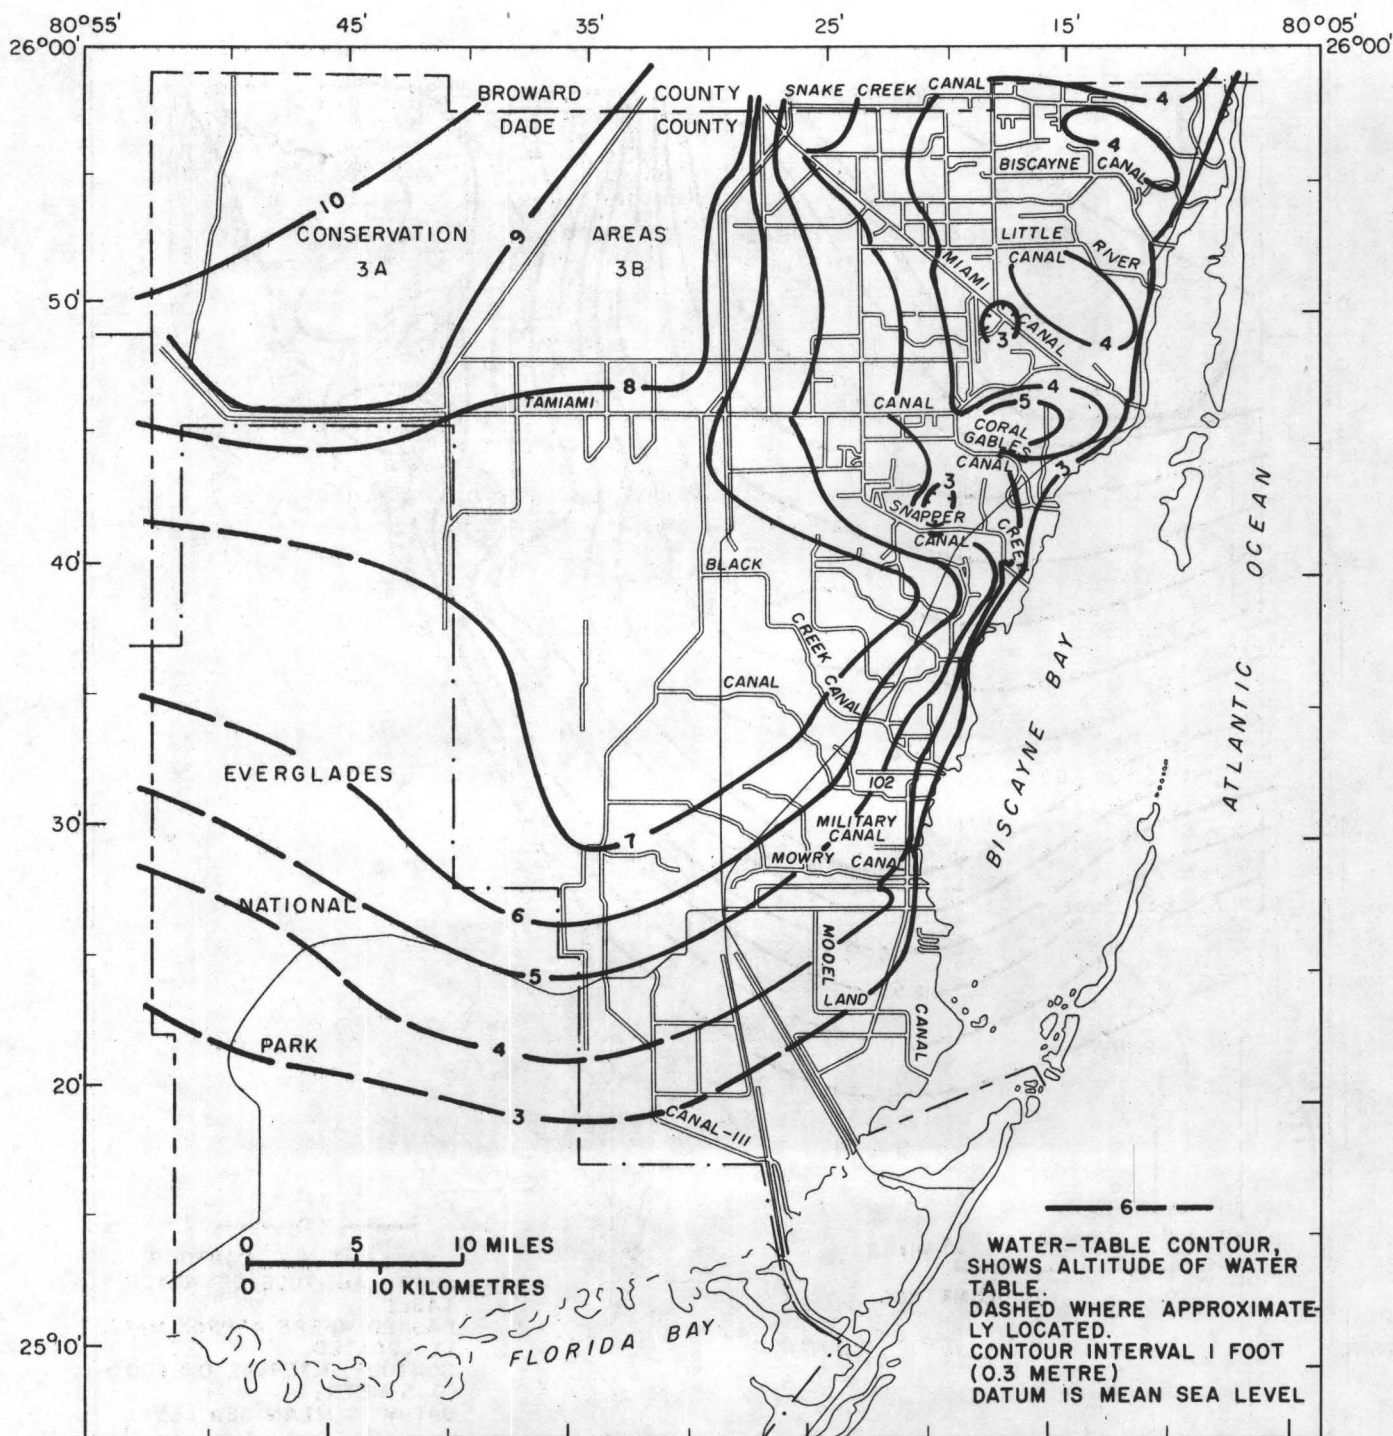 80°55' 45' 35' 25' 15' 80°05'
26°00' 26°00'
BROWARD COUNTY
DADE COUNTY
SNAKE CREEK CANAL
4
4
BISCAYNE CANAL
10
CONSERVATION AREAS
3A 3B
9
LITTLE RIVER
CANAL
MIAMI CANAL
50'
3
4
8
TAMIAMI CANAL
4
5
CORAL
GABLES
CANAL
3
3
SNAPPER CREEK
CANAL
40'
BLACK CREEK CANAL
CANAL
ATLANTIC OCEAN
BISCAYNE BAY
EVERGLADES
NATIONAL
PARK
102
30'
MILITARY
CANAL
7
MOWRY CANAL
6
5
MODEL
LAND
CANAL
4
20'
3
CANAL-III
0 5 10 MILES
0 10 KILOMETRES
25°10'
FLORIDA BAY
6
WATER-TABLE CONTOUR,
SHOWS ALTITUDE OF WATER
TABLE.
DASHED WHERE APPROXIMATE-
LY LOCATED.
CONTOUR INTERVAL 1 FOOT
(0.3 METRE)
DATUM IS MEAN SEA LEVEL